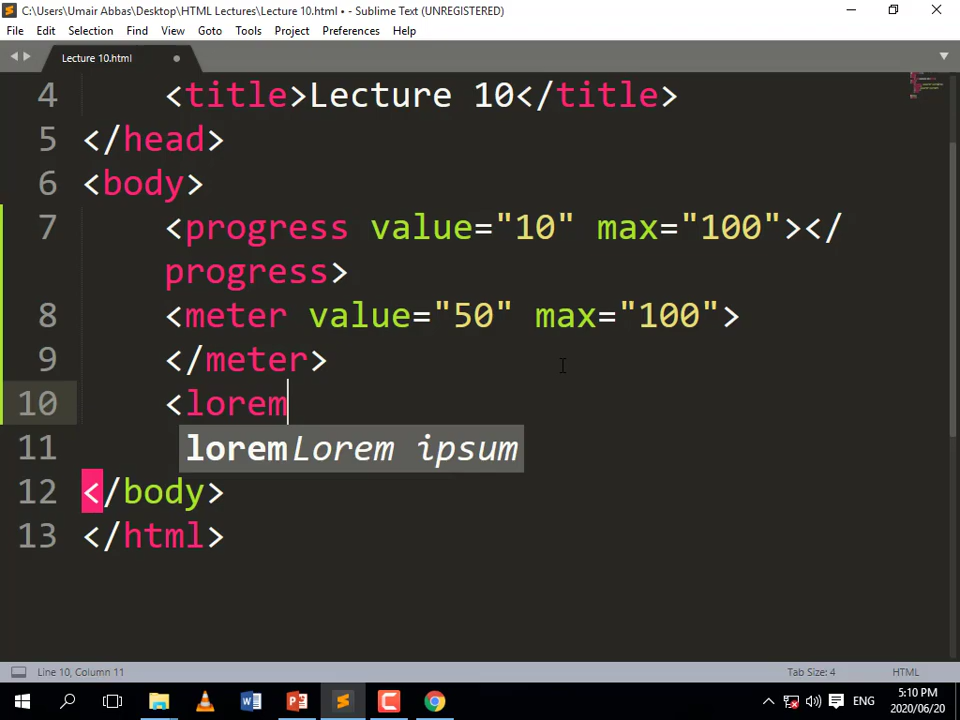 C:\Users\Umair Abbas\Desktop\HTML Lectures\Lecture 10.html • - Sublime Text (UNREGISTERED)
File Edit Selection Find View Goto Tools Project Preferences Help
Lecture 10.html
4 <title>Lecture 10</title>
5 </head>
6 <body>
7 <progress value="10" max="100"></
progress>
8 <meter value="50" max="100">
9 </meter>
10 <lorem
11 lorem Lorem ipsum
12 </body>
13 </html>
Line 10, Column 11 Tab Size: 4 HTML
ENG 5:10 PM
2020/06/20